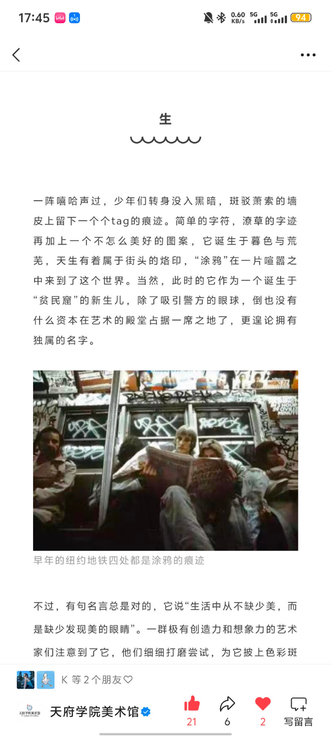 17:45
0.60
KB/s
5G
5G
94
生
一阵嘻哈声过，少年们转身没入黑暗，斑驳萧索的墙
皮上留下一个个tag的痕迹。简单的字符，潦草的字迹
再加上一个不怎么美好的图案，它诞生于暮色与荒
芜，天生有着属于街头的烙印，“涂鸦”在一片喧嚣之
中来到了这个世界。当然，此时的它作为一个诞生于
“贫民窟”的新生儿，除了吸引警方的眼球，倒也没有
什么资本在艺术的殿堂占据一席之地了，更遑论拥有
独属的名字。
早年的纽约地铁四处都是涂鸦的痕迹
不过，有句名言总是对的，它说“生活中从不缺少美，而
是缺少发现美的眼睛”。一群极有创造力和想象力的艺术
家们注意到了它，他们细细打磨尝试，为它披上色彩斑
K 等2个朋友♡
天府学院美术馆
21
6
2
写留言